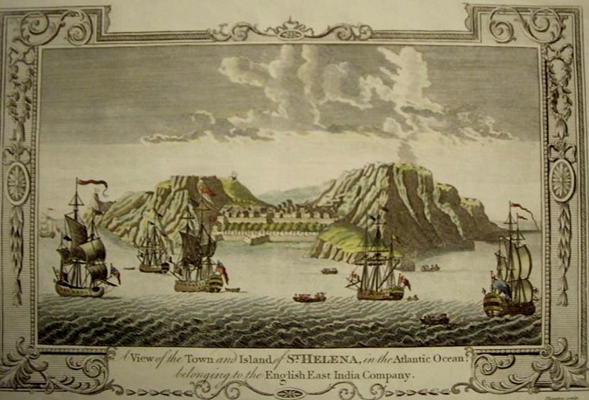 A View of the Town and Island of St. HELENA, in the Atlantic Ocean
belonging to the English East India Company.